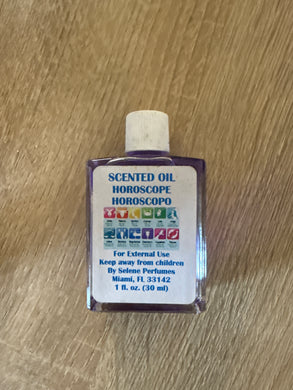 SCENTED OIL
HOROSCOPE
HOROSCOPO
For External Use
Keep away from children
By Selene Perfumes
Miami, FL 33142
1 fl. oz. (30 ml)